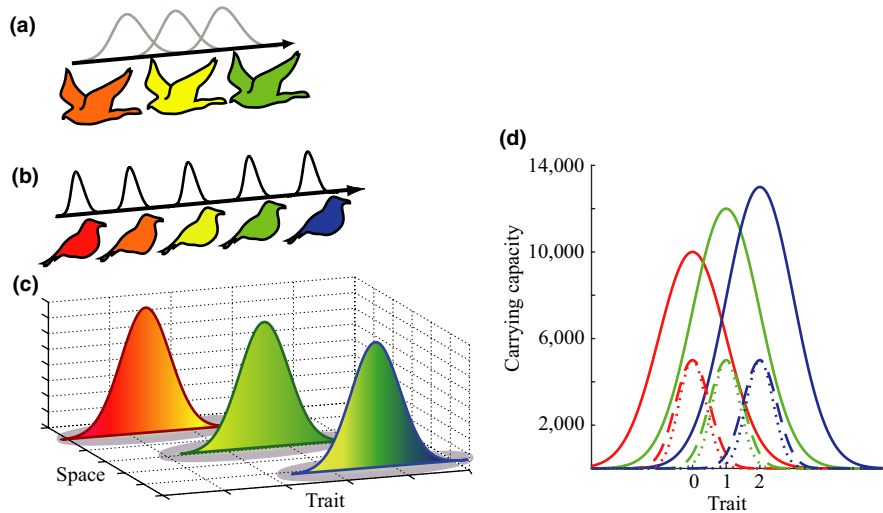 (a)
(b)
(c)
Space
Trait
(d)
14,000
10,000
6,000
2,000
Carrying capacity
0 1 2
Trait